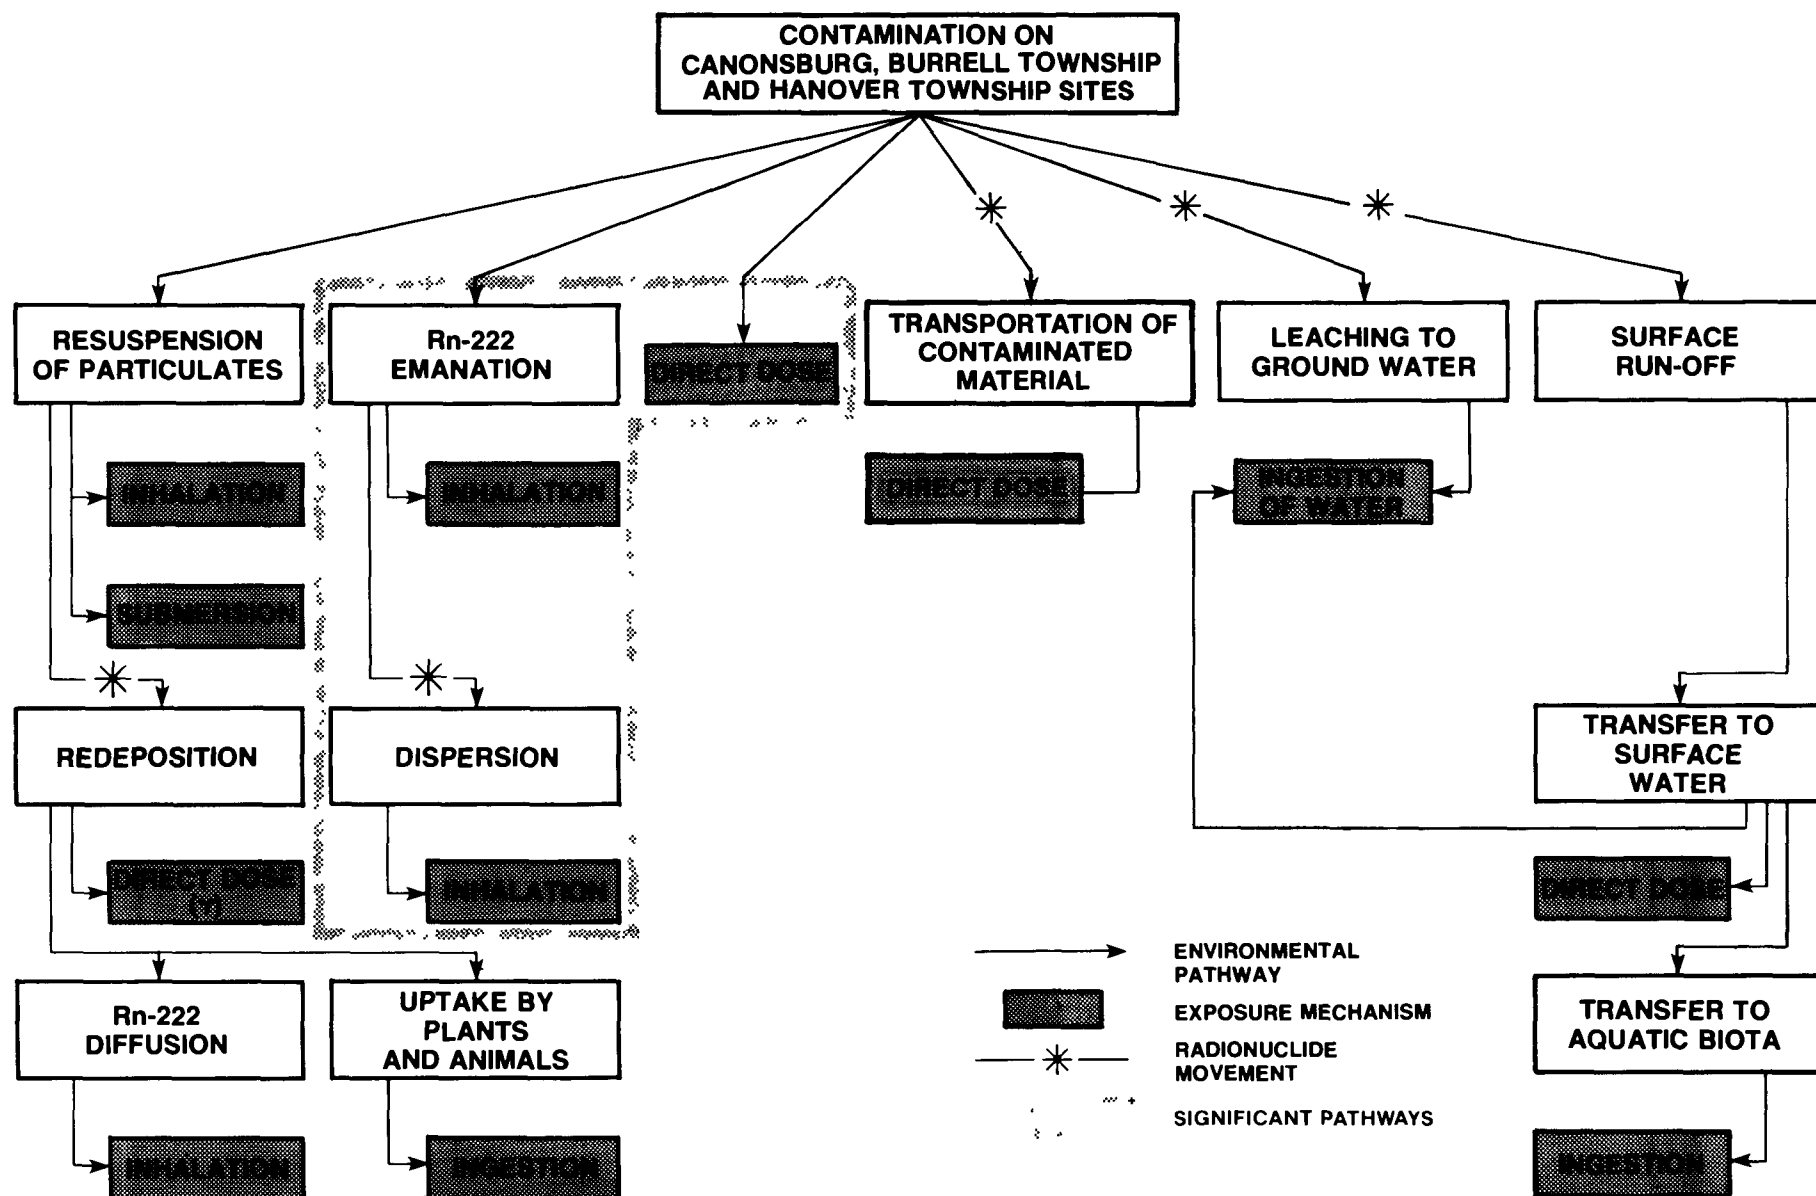 CONTAMINATION ON
CANONSBURG, BURRELL TOWNSHIP
AND HANOVER TOWNSHIP SITES
RESUSPENSION
OF PARTICULATES
Rn-222
EMANATION
DIRECT DOSE
TRANSPORTATION OF
CONTAMINATED
MATERIAL
LEACHING TO
GROUND WATER
SURFACE
RUN-OFF
INHALATION
INHALATION
DIRECT DOSE
INGESTION
OF WATER
SUBMERSION
REDEPOSITION
DISPERSION
TRANSFER TO
SURFACE
WATER
DIRECT DOSE
(γ)
INHALATION
DIRECT DOSE
Rn-222
DIFFUSION
UPTAKE BY
PLANTS
AND ANIMALS
TRANSFER TO
AQUATIC BIOTA
INHALATION
INGESTION
INGESTION
ENVIRONMENTAL
PATHWAY
EXPOSURE MECHANISM
RADIONUCLIDE
MOVEMENT
SIGNIFICANT PATHWAYS